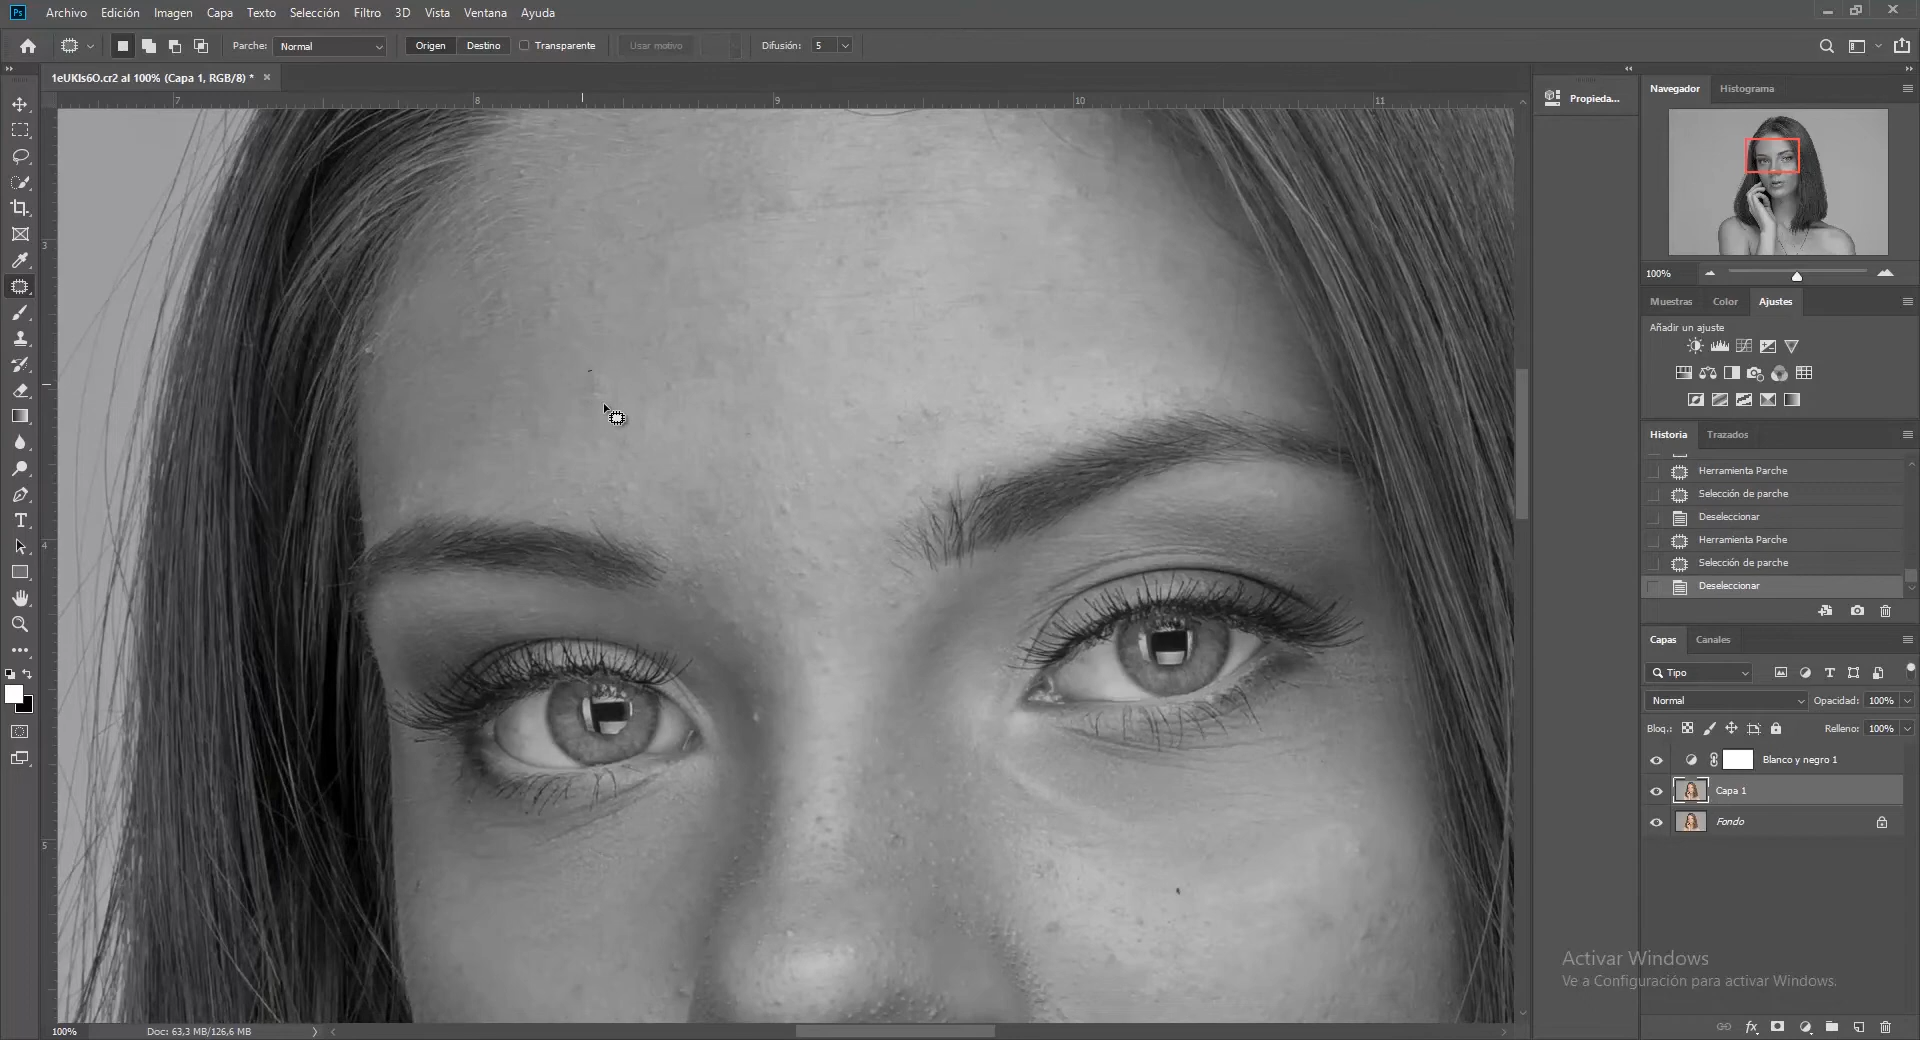 Ps Archivo Edición Imagen Capa Texto Selección Filtro 3D Vista Ventana Ayuda
Parche: Normal Origen Destino Transparente Usar motivo Difusión: 5
1eUKIs6O.cr2 al 100% (Capa 1, RGB/8) *
7 8 9 10 11
3
4
5
Propieda...
Navegador Histograma
100%
Muestras Color Ajustes
Añadir un ajuste
Historia Trazados
Herramienta Parche
Selección de parche
Deseleccionar
Herramienta Parche
Selección de parche
Deseleccionar
Capas Canales
Tipo
Normal Opacidad: 100%
Bloq.: Relleno: 100%
Blanco y negro 1
Capa 1
Fondo
Activar Windows
Ve a Configuración para activar Windows.
100% Doc: 63,3 MB/126,6 MB